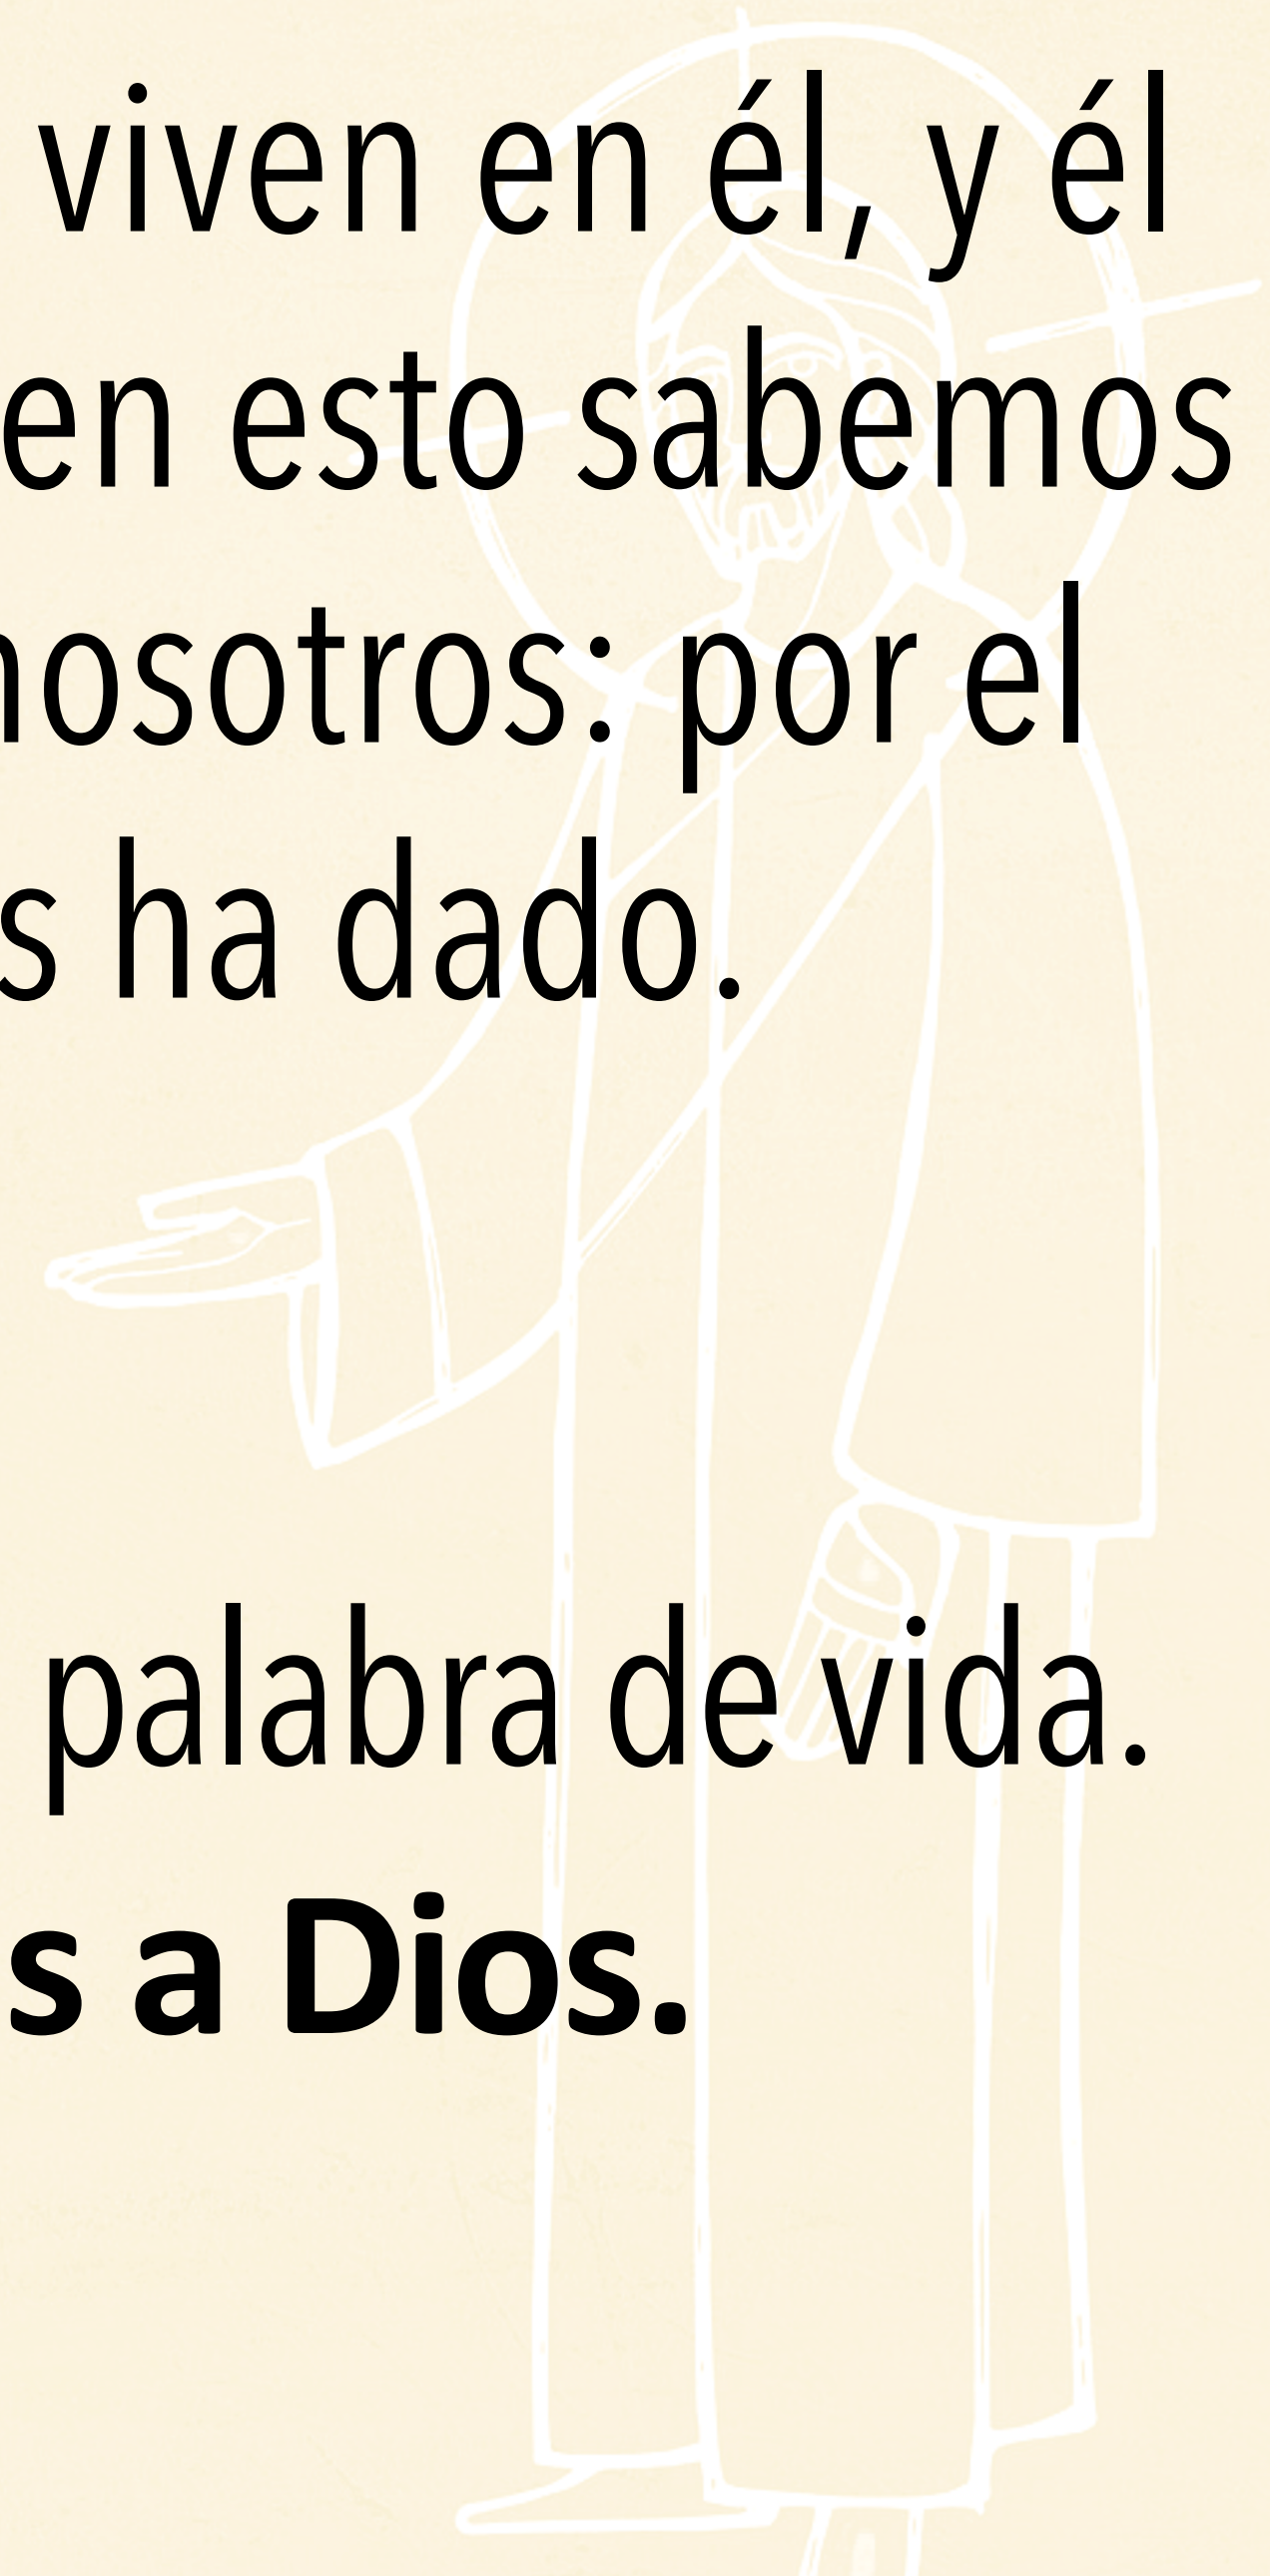 viven en él, y él
en esto sabemos
nosotros: por el
s ha dado.
palabra de vida.
s a Dios.